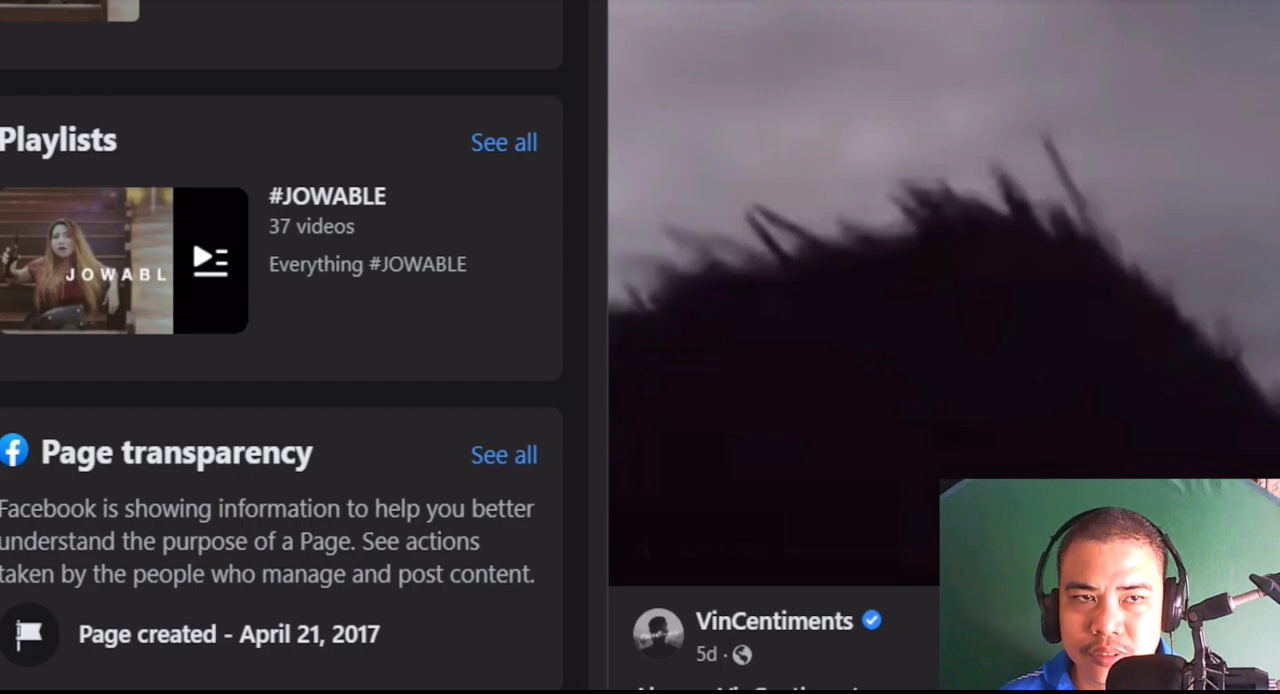 Playlists
See all
JOWABL
#JOWABLE
37 videos
Everything #JOWABLE
Page transparency
See all
Facebook is showing information to help you better
understand the purpose of a Page. See actions
taken by the people who manage and post content.
Page created - April 21, 2017
VinCentiments
5d ·